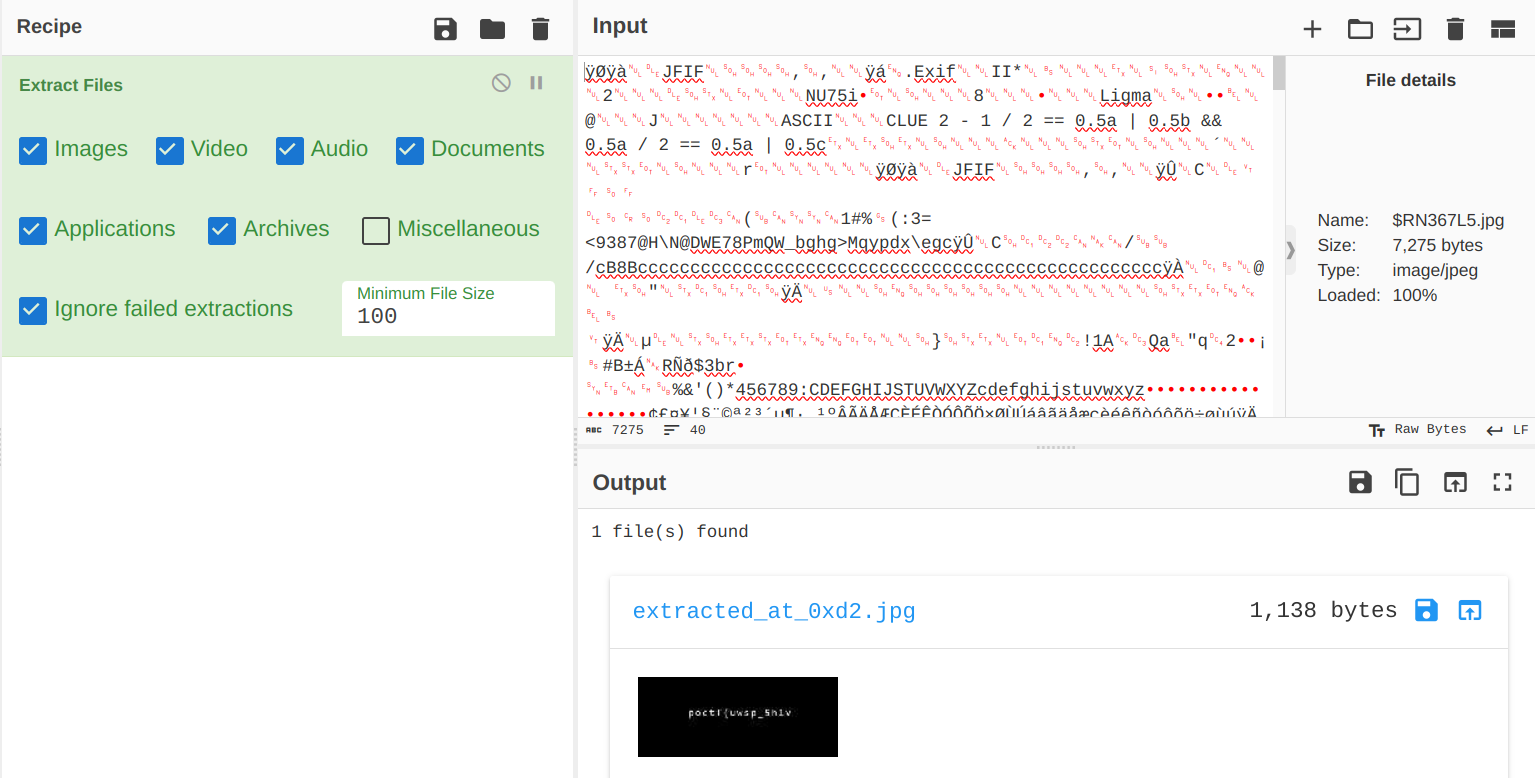 Recipe
Extract Files
Images Video Audio Documents
Applications Archives Miscellaneous
Ignore failed extractions
Minimum File Size
100
Input
ÿØÿà JFIF , , ÿá .Exif II*
2 NU75i• 8 • Ligma ••
@ J ASCII CLUE 2 - 1 / 2 == 0.5a | 0.5b &&
0.5a / 2 == 0.5a | 0.5c ´
r ÿØÿà JFIF , , ÿÛ C
( 1#% (:3=
<9387@H\N@DWE78PmQW_bghg>Mqypdx\egcÿÛ C /
ÿÀ @
" ÿÄ
ÿÄ µ } !1A Qa "q 2••¡
#B±Á RÑð$3br•
%&'()*456789:CDEFGHIJSTUVWXYZcdefghijstuvwxyz•••••••••••
File details
Name: $RN367L5.jpg
Size: 7,275 bytes
Type: image/jpeg
Loaded: 100%
ABC 7275 40
Raw Bytes LF
Output
1 file(s) found
extracted_at_0xd2.jpg
1,138 bytes
poctf{uwsp_5h1v